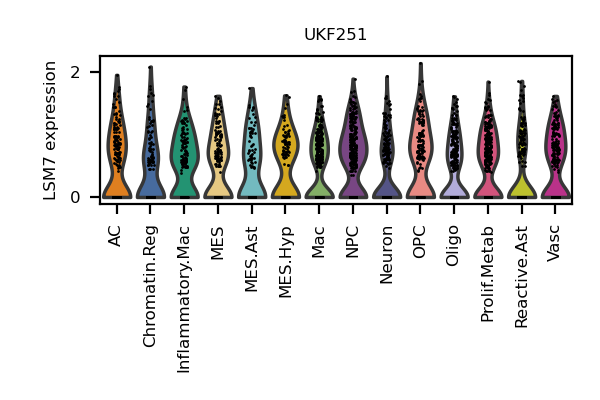 UKF251
LSM7 expression
2
0
AC
Chromatin.Reg
Inflammatory.Mac
MES
MES.Ast
MES.Hyp
Mac
NPC
Neuron
OPC
Oligo
Prolif.Metab
Reactive.Ast
Vasc